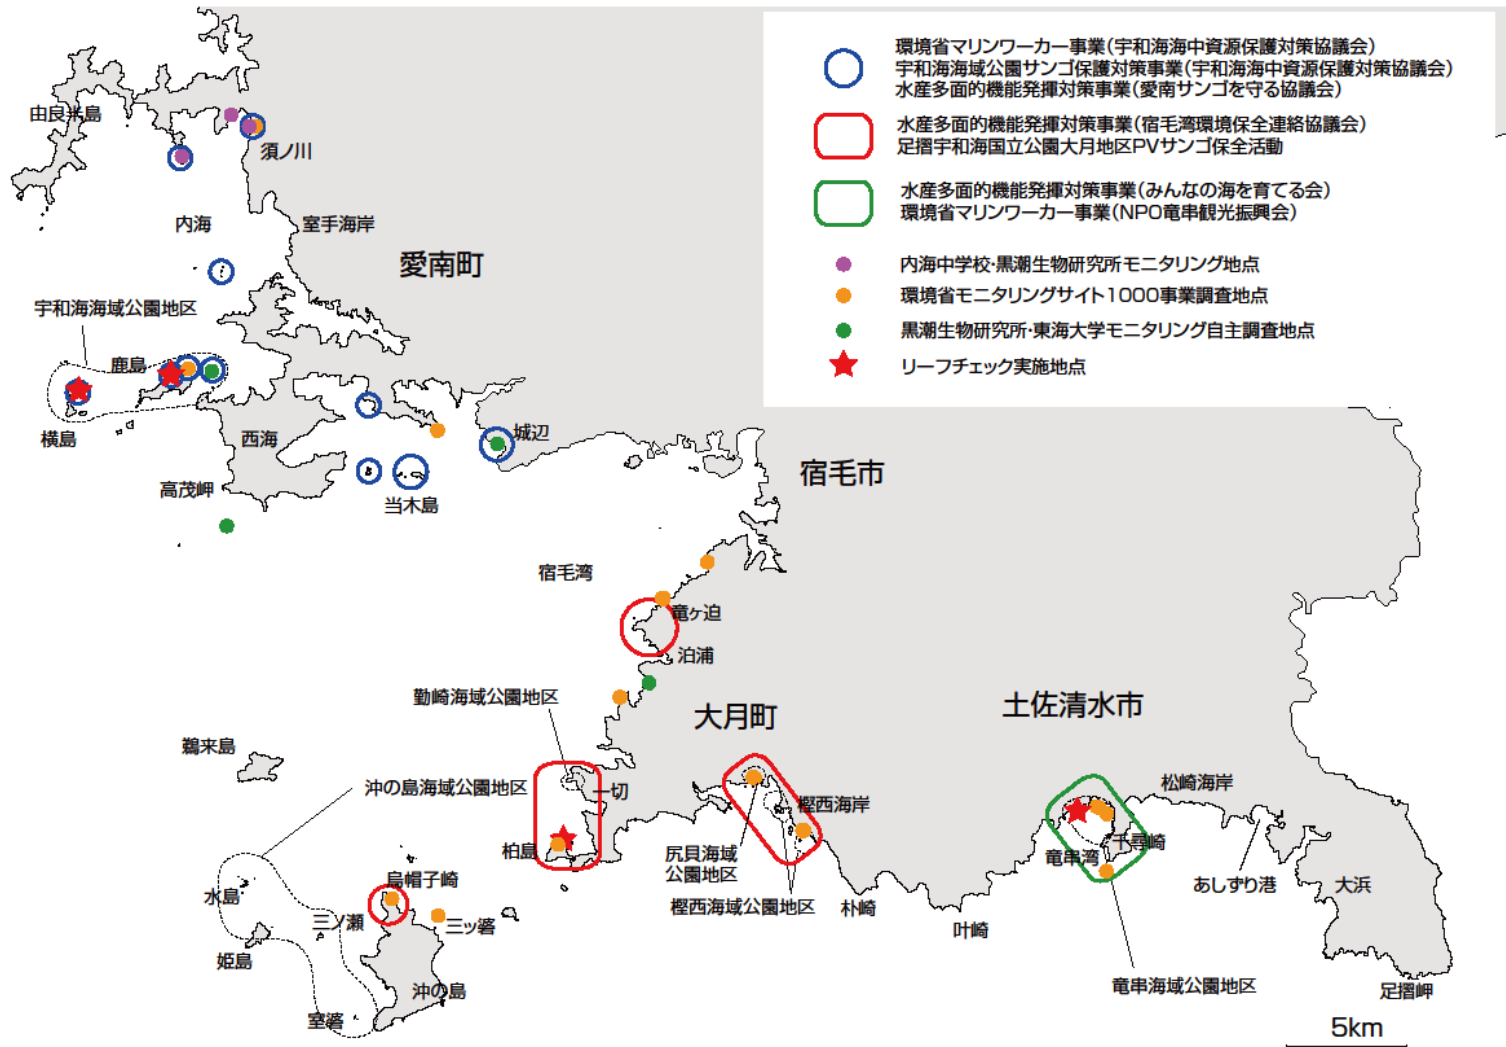 環境省マリンワーカー事業(宇和海海中資源保護対策協議会)
宇和海海域公園サンゴ保護対策事業(宇和海海中資源保護対策協議会)
水産多面的機能発揮対策事業(愛南サンゴを守る協議会)
水産多面的機能発揮対策事業(宿毛湾環境保全連絡協議会)
足摺宇和海国立公園大月地区PVサンゴ保全活動
水産多面的機能発揮対策事業(みんなの海を育てる会)
環境省マリンワーカー事業(NPO竜串観光振興会)
内海中学校・黒潮生物研究所モニタリング地点
環境省モニタリングサイト1000事業調査地点
黒潮生物研究所・東海大学モニタリング自主調査地点
リーフチェック実施地点
由良半島
須ノ川
内海
室手海岸
愛南町
宇和海海域公園地区
鹿島
横島
西海
城辺
宿毛市
高茂岬
当木島
宿毛湾
竜ヶ迫
泊浦
勤崎海域公園地区
大月町
土佐清水市
鵜来島
沖の島海域公園地区
一切
樫西海岸
松崎海岸
柏島
尻貝海域
公園地区
竜串湾
千尋崎
水島
烏帽子崎
樫西海域公園地区
朴崎
あしずり港
大浜
三ノ瀬
三ッ碆
叶崎
姫島
沖の島
竜串海域公園地区
足摺岬
室碆
5km